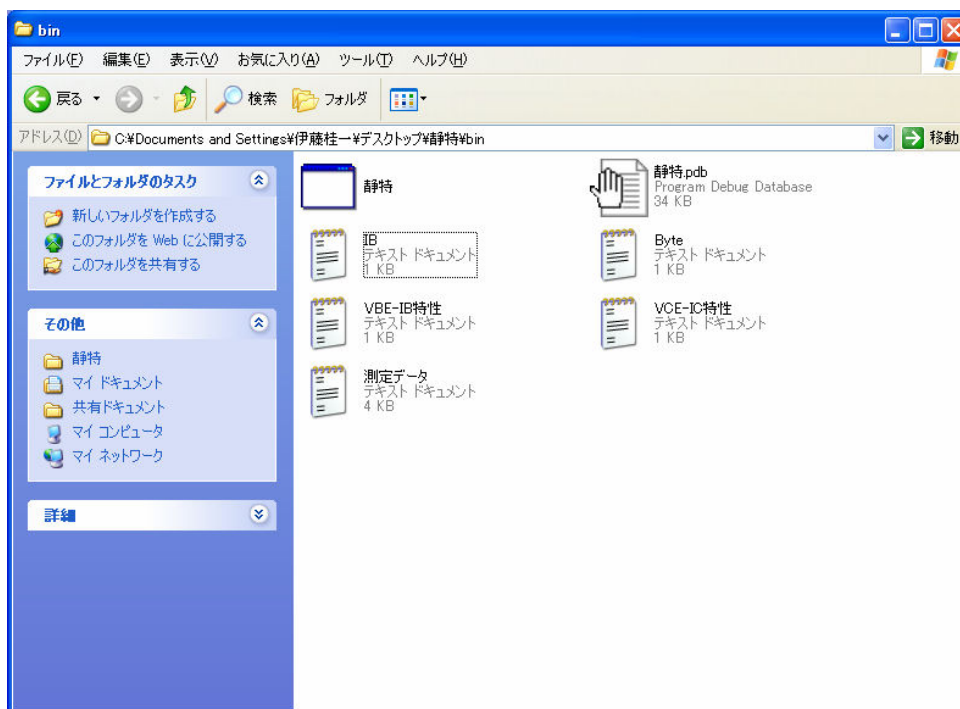 bin
ファイル(F) 編集(E) 表示(V) お気に入り(A) ツール(T) ヘルプ(H)
戻る 検索 フォルダ
アドレス(D) C:¥Documents and Settings¥伊藤桂一¥デスクトップ¥静特¥bin 移動
ファイルとフォルダのタスク
新しいフォルダを作成する
このフォルダを Web に公開する
このフォルダを共有する
その他
静特
マイ ドキュメント
共有ドキュメント
マイ コンピュータ
マイ ネットワーク
詳細
静特
静特.pdb
Program Debug Database
34 KB
IB
テキスト ドキュメント
1 KB
Byte
テキスト ドキュメント
1 KB
VBE-IB特性
テキスト ドキュメント
1 KB
VCE-IC特性
テキスト ドキュメント
1 KB
測定データ
テキスト ドキュメント
4 KB